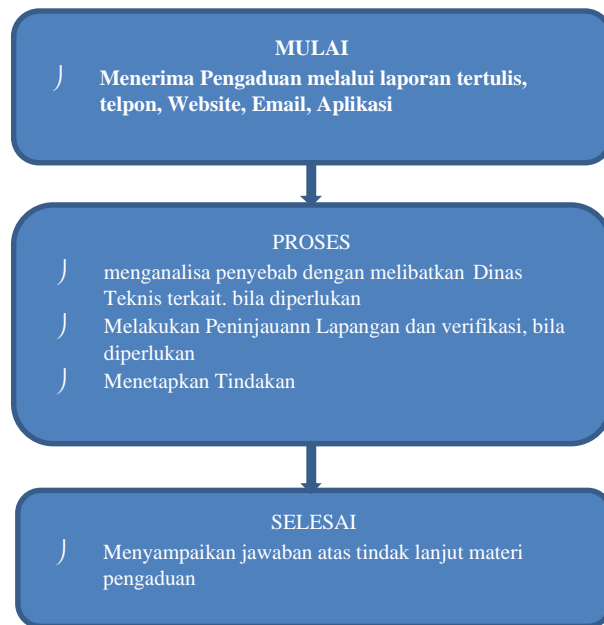 MULAI
Menerima Pengaduan melalui laporan tertulis,
telpon, Website, Email, Aplikasi
PROSES
menganalisa penyebab dengan melibatkan Dinas
Teknis terkait. bila diperlukan
Melakukan Peninjauann Lapangan dan verifikasi, bila
diperlukan
Menetapkan Tindakan
SELESAI
Menyampaikan jawaban atas tindak lanjut materi
pengaduan